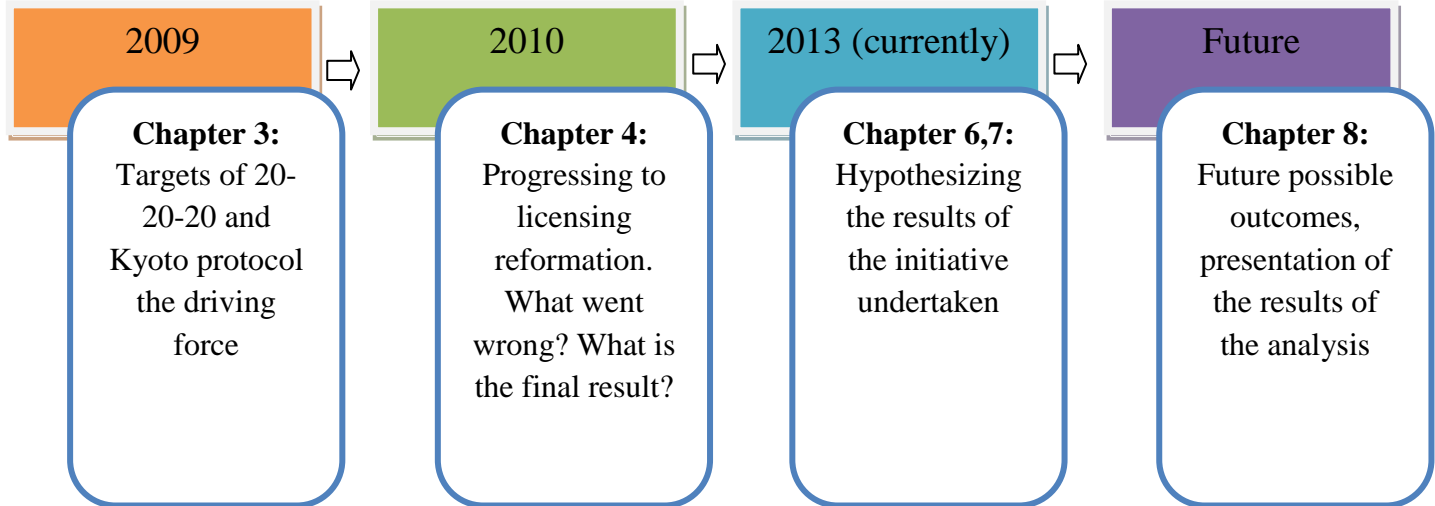 2009
Chapter 3:
Targets of 20-
20-20 and
Kyoto protocol
the driving
force
2010
Chapter 4:
Progressing to
licensing
reformation.
What went
wrong? What is
the final result?
2013 (currently)
Chapter 6,7:
Hypothesizing
the results of
the initiative
undertaken
Future
Chapter 8:
Future possible
outcomes,
presentation of
the results of
the analysis